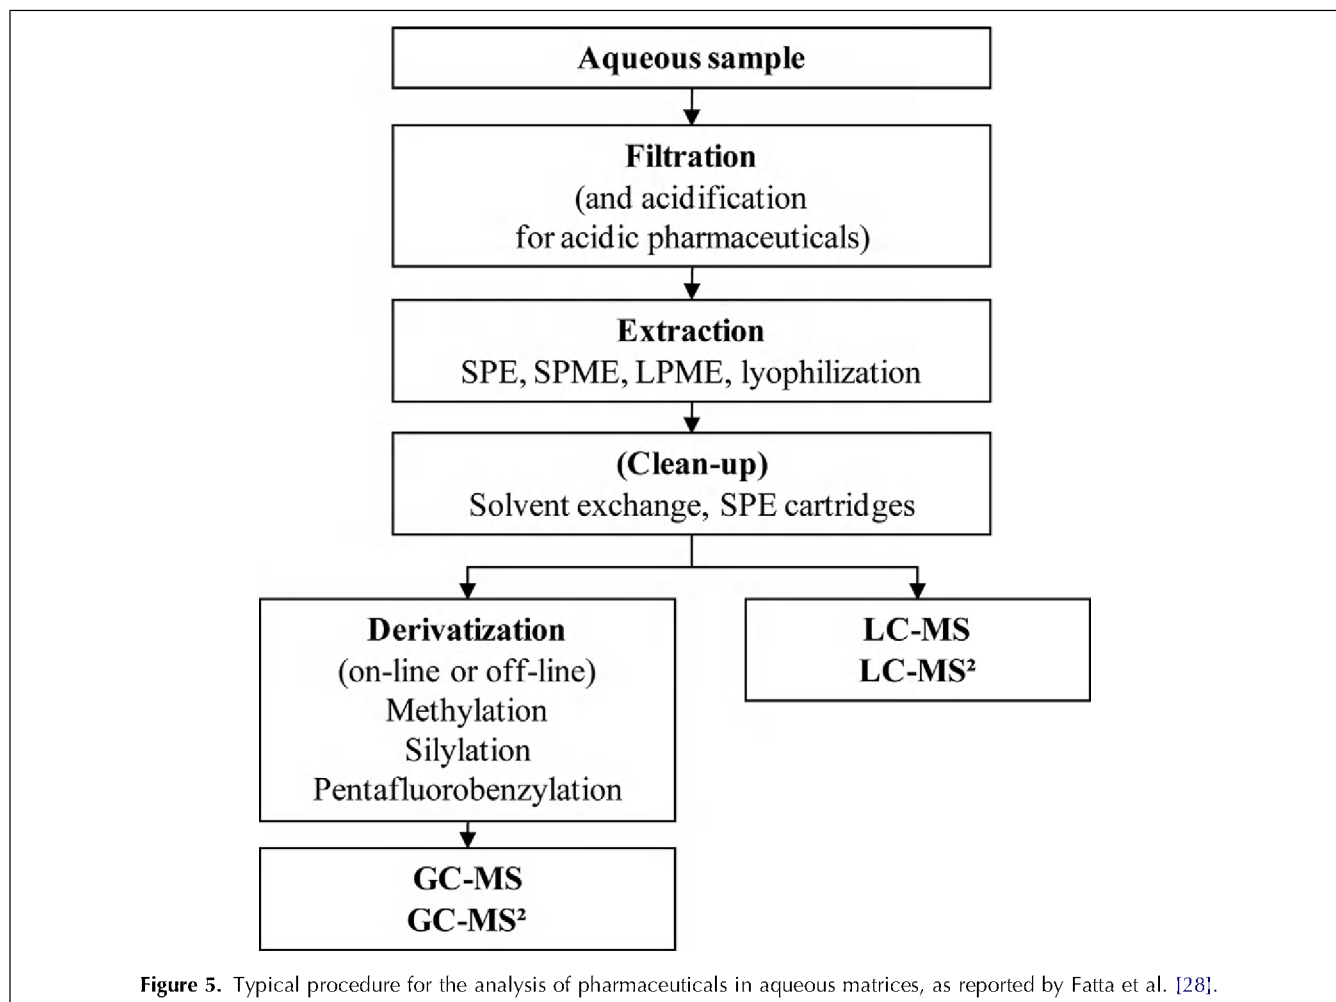 Aqueous sample
Filtration
(and acidification
for acidic pharmaceuticals)
Extraction
SPE, SPME, LPME, lyophilization
(Clean-up)
Solvent exchange, SPE cartridges
Derivatization
(on-line or off-line)
Methylation
Silylation
Pentafluorobenzylation
LC-MS
LC-MS²
GC-MS
GC-MS²
Figure 5. Typical procedure for the analysis of pharmaceuticals in aqueous matrices, as reported by Fatta et al. [28].